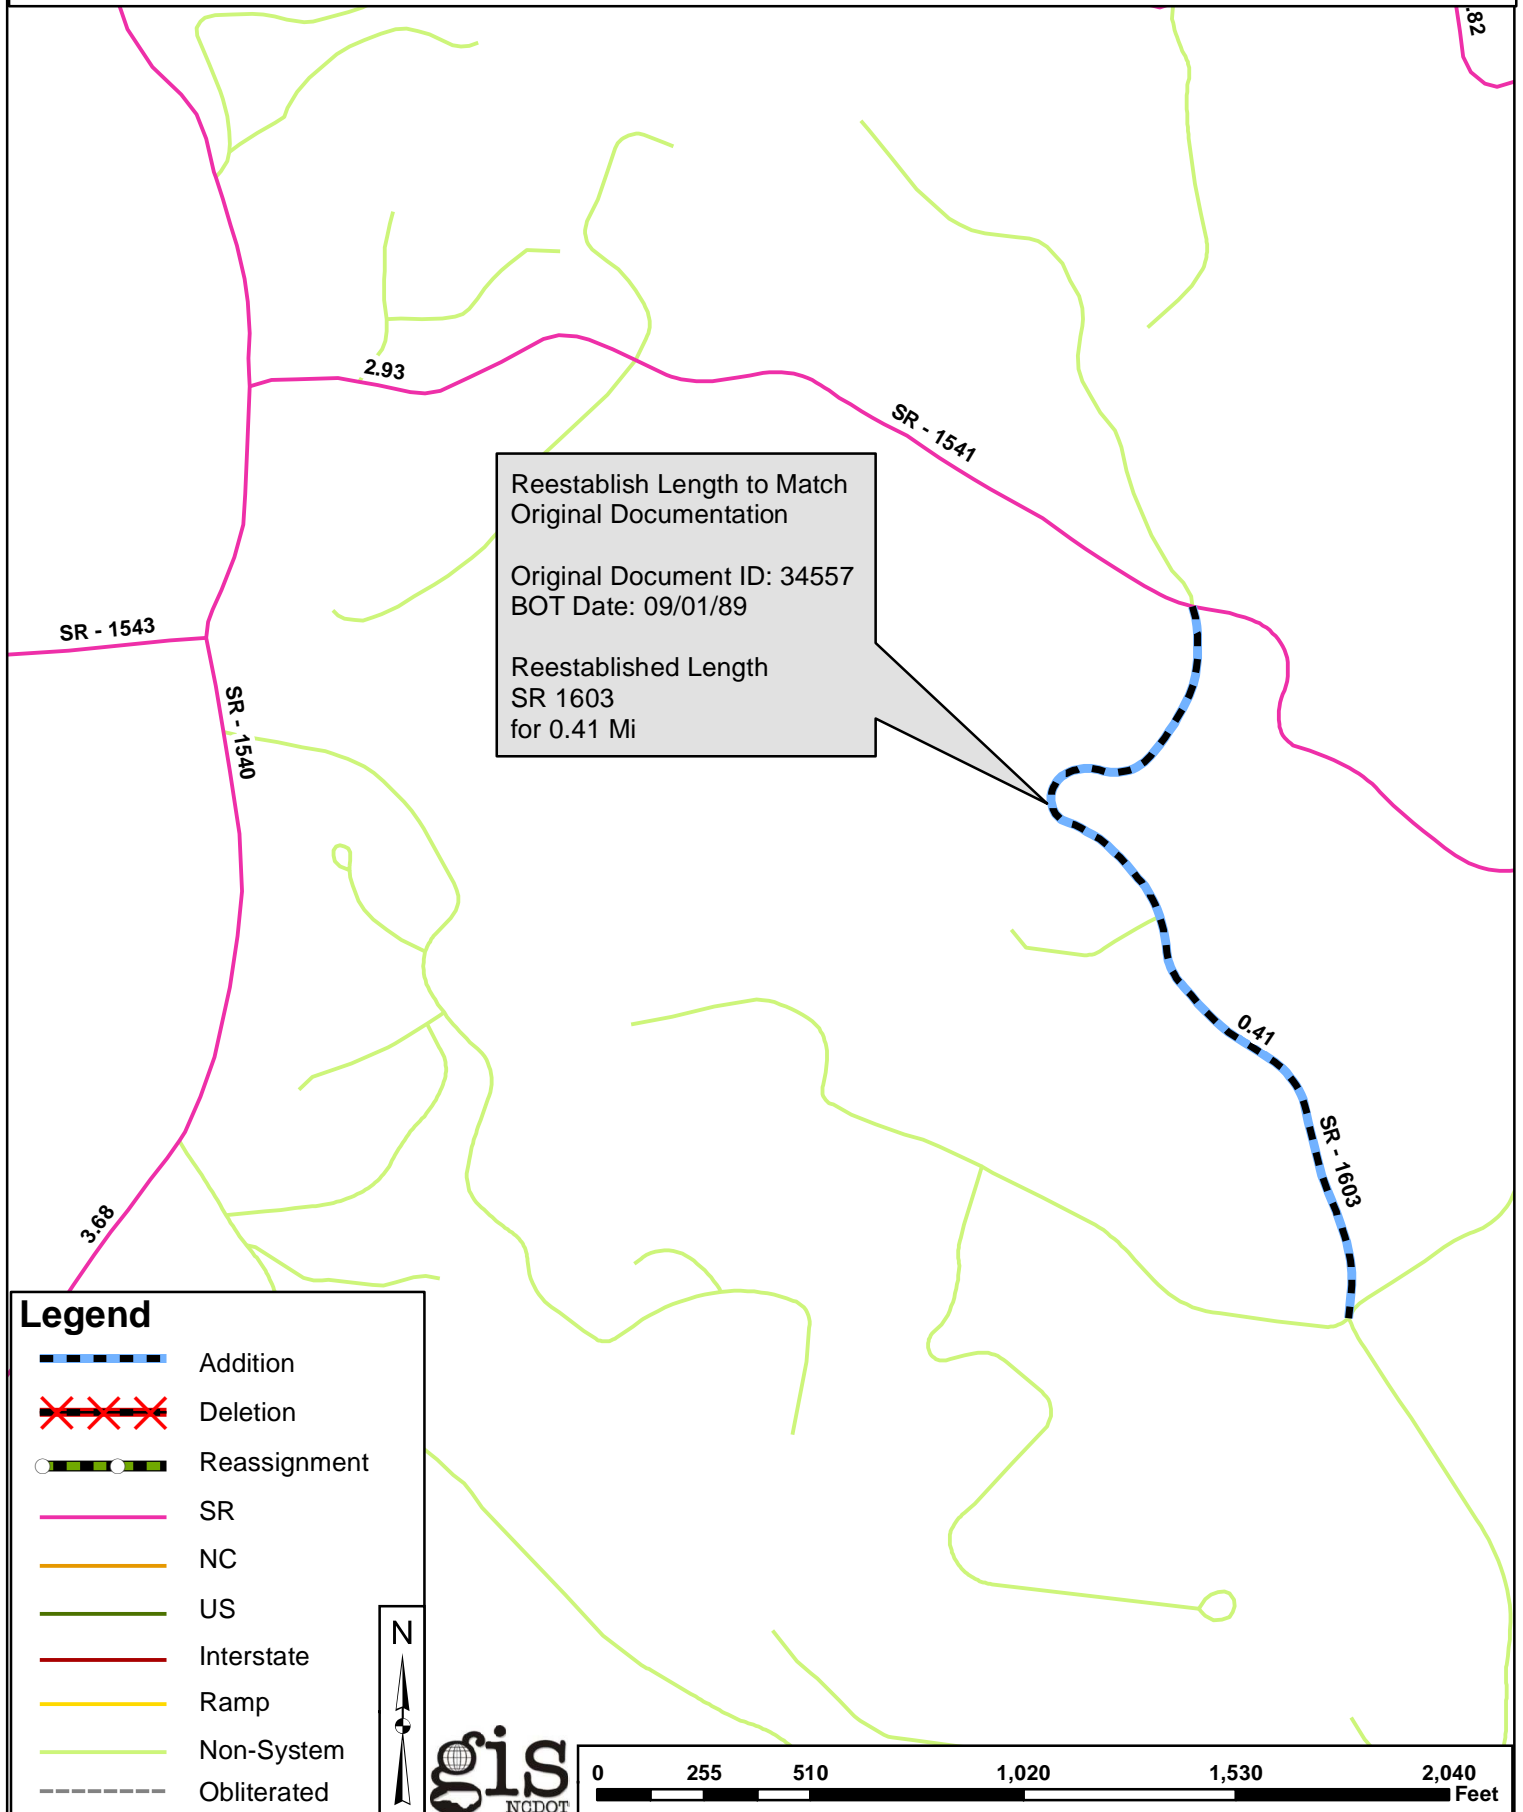 .82
2.93
SR - 1541
Reestablish Length to Match
Original Documentation
Original Document ID: 34557
BOT Date: 09/01/89
Reestablished Length
SR 1603
for 0.41 Mi
SR - 1543
SR - 1540
0.41
SR - 1603
3.68
Legend
Addition
Deletion
Reassignment
SR
NC
US
Interstate
Ramp
Non-System
Obliterated
N
gis
NCDOT
0 255 510 1,020 1,530 2,040
Feet